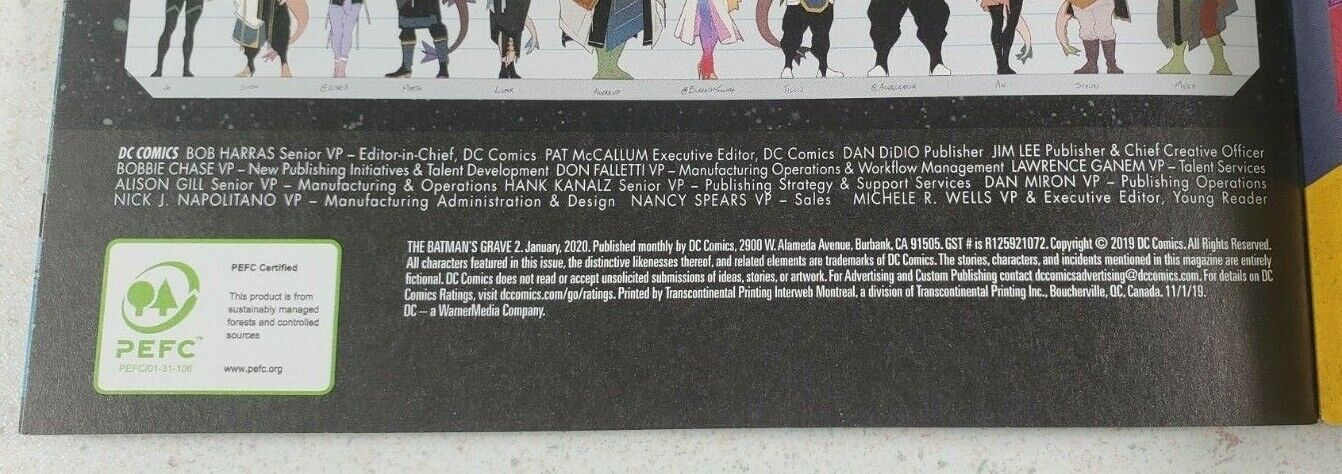 Jo
@Blaquesunday
An
Shaun
DC COMICS BOB HARRAS Senior VP – Editor-in-Chief, DC Comics PAT McCALLUM Executive Editor, DC Comics DAN DiDIO Publisher JIM LEE Publisher & Chief Creative Officer
BOBBIE CHASE VP – New Publishing Initiatives & Talent Development DON FALLETTI VP – Manufacturing Operations & Workflow Management LAWRENCE GANEM VP – Talent Services
ALISON GILL Senior VP – Manufacturing & Operations HANK KANALZ Senior VP – Publishing Strategy & Support Services DAN MIRON VP – Publishing Operations
NICK J. NAPOLITANO VP – Manufacturing Administration & Design NANCY SPEARS VP – Sales MICHELE R. WELLS VP & Executive Editor, Young Reader
PEFC Certified
This product is from
sustainably managed
forests and controlled
sources
PEFC™
PEFC/01-31-106
www.pefc.org
THE BATMAN'S GRAVE 2. January, 2020. Published monthly by DC Comics, 2900 W. Alameda Avenue, Burbank, CA 91505. GST # is R125921072. Copyright © 2019 DC Comics. All Rights Reserved.
All characters featured in this issue, the distinctive likenesses thereof, and related elements are trademarks of DC Comics. The stories, characters, and incidents mentioned in this magazine are entirely
fictional. DC Comics does not read or accept unsolicited submissions of ideas, stories, or artwork. For Advertising and Custom Publishing contact dccomicsadvertising@dccomics.com. For details on DC
Comics Ratings, visit dccomics.com/go/ratings. Printed by Transcontinental Printing Interweb Montreal, a division of Transcontinental Printing Inc., Boucherville, QC, Canada. 11/1/19.
DC – a WarnerMedia Company.